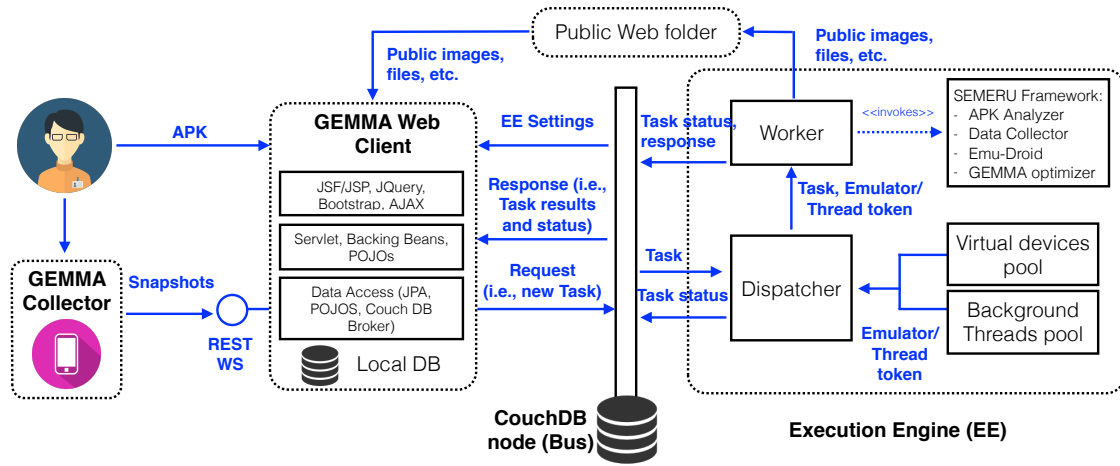 Public Web folder
Public images,
files, etc.
Public images,
files, etc.
APK
GEMMA Web
Client
JSF/JSP, JQuery,
Bootstrap, AJAX
Servlet, Backing Beans,
POJOs
Data Access (JPA,
POJOS, Couch DB
Broker)
Local DB
GEMMA
Collector
Snapshots
REST
WS
EE Settings
Response (i.e.,
Task results
and status)
Request
(i.e., new Task)
CouchDB
node (Bus)
Task status,
response
Task
Task status
Worker
<<invokes>>
SEMERU Framework:
- APK Analyzer
- Data Collector
- Emu-Droid
- GEMMA optimizer
Task, Emulator/
Thread token
Dispatcher
Virtual devices
pool
Background
Threads pool
Emulator/
Thread
token
Execution Engine (EE)